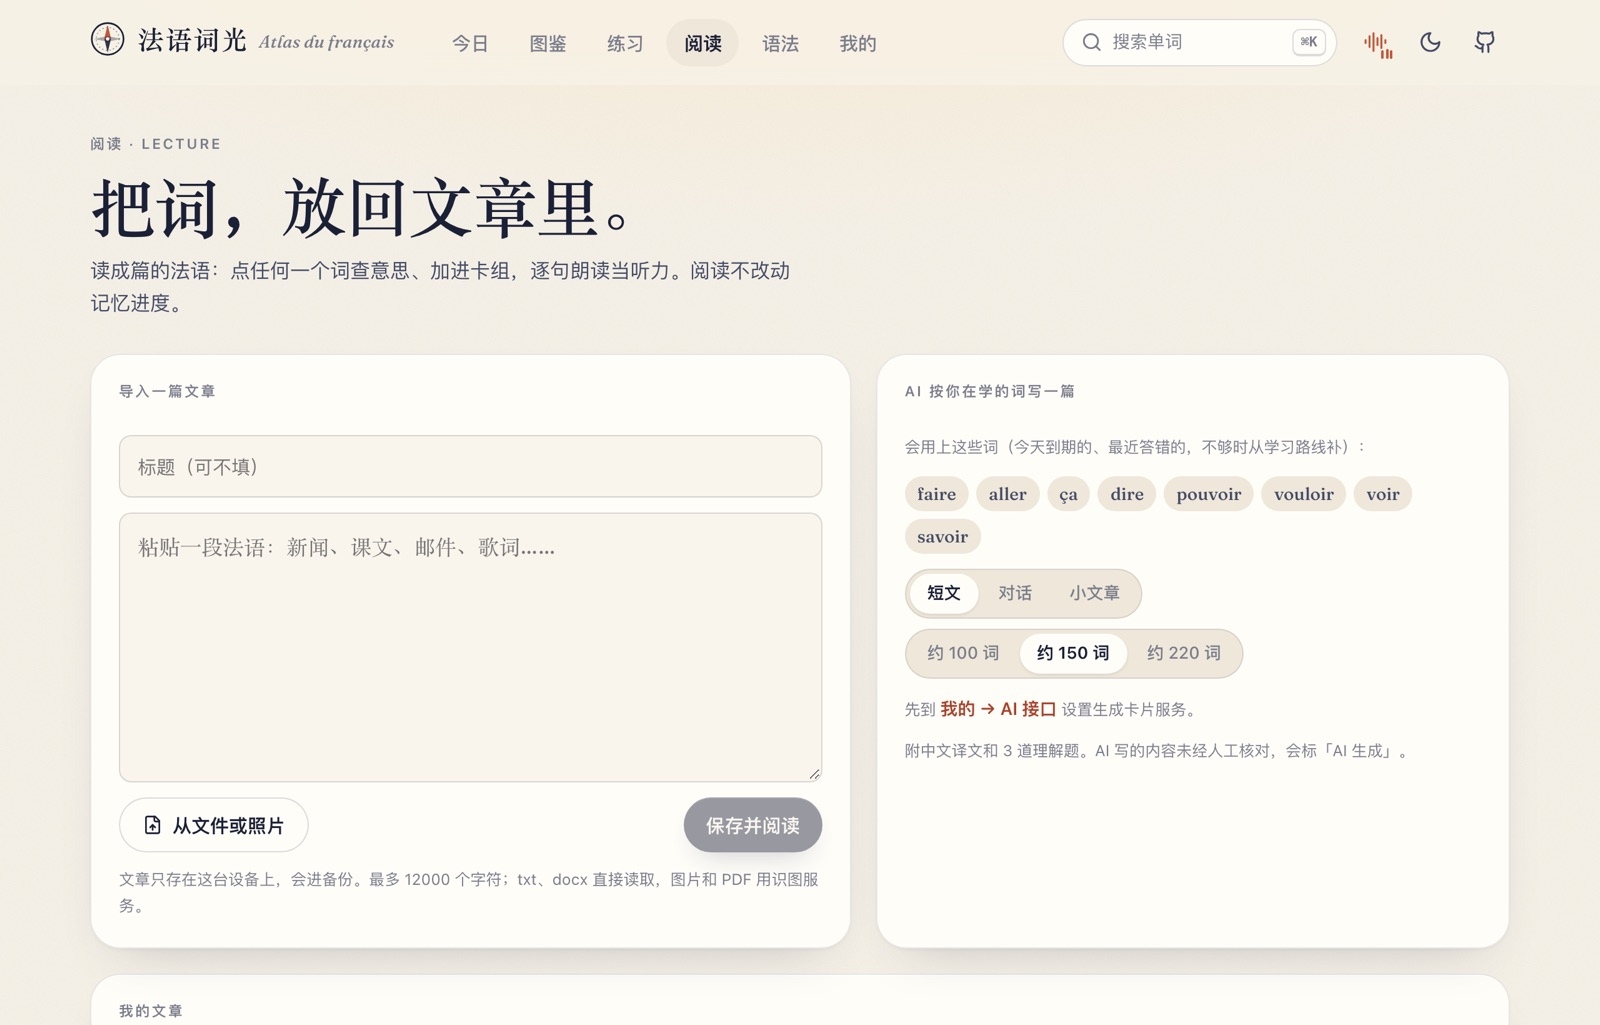 法语词光 Atlas du français
今日 图鉴 练习 阅读 语法 我的
搜索单词 ⌘K
阅读 · LECTURE
把词，放回文章里。
读成篇的法语：点任何一个词查意思、加进卡组，逐句朗读当听力。阅读不改动
记忆进度。
导入一篇文章
标题（可不填）
粘贴一段法语：新闻、课文、邮件、歌词……
从文件或照片
保存并阅读
文章只存在这台设备上，会进备份。最多 12000 个字符；txt、docx 直接读取，图片和 PDF 用识图服
务。
AI 按你在学的词写一篇
会用上这些词（今天到期的、最近答错的，不够时从学习路线补）：
faire aller ça dire pouvoir vouloir voir
savoir
短文 对话 小文章
约 100 词 约 150 词 约 220 词
先到 我的 → AI 接口 设置生成卡片服务。
附中文译文和 3 道理解题。AI 写的内容未经人工核对，会标「AI 生成」。
我的文章